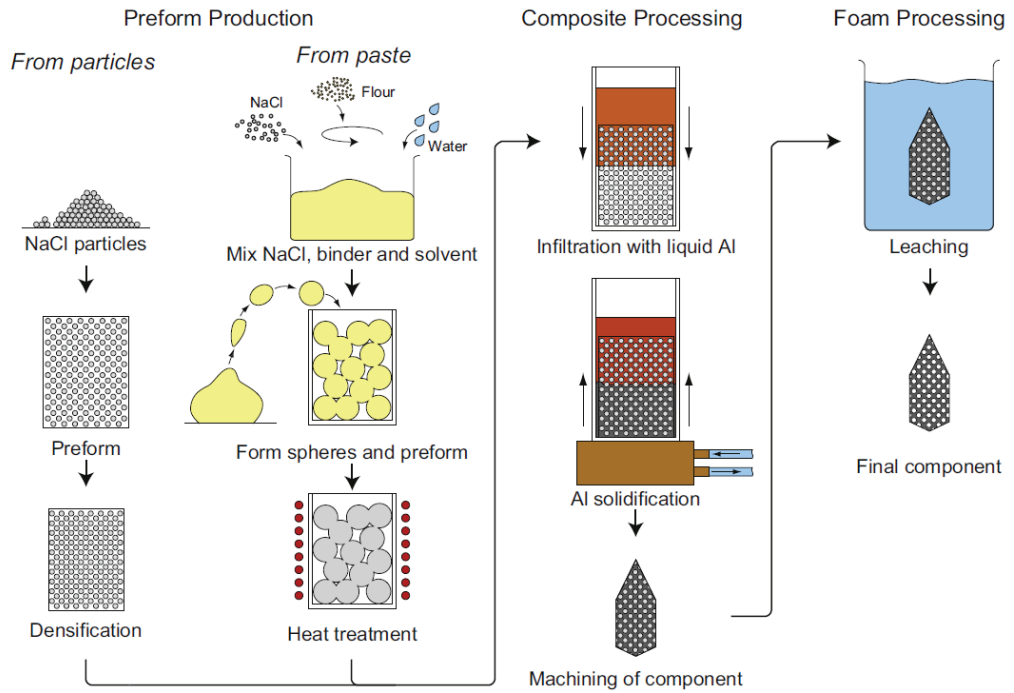 Preform Production
From particles
From paste
NaCl
Flour
Water
NaCl particles
Mix NaCl, binder and solvent
Preform
Form spheres and preform
Densification
Heat treatment
Composite Processing
Infiltration with liquid Al
Al solidification
Machining of component
Foam Processing
Leaching
Final component